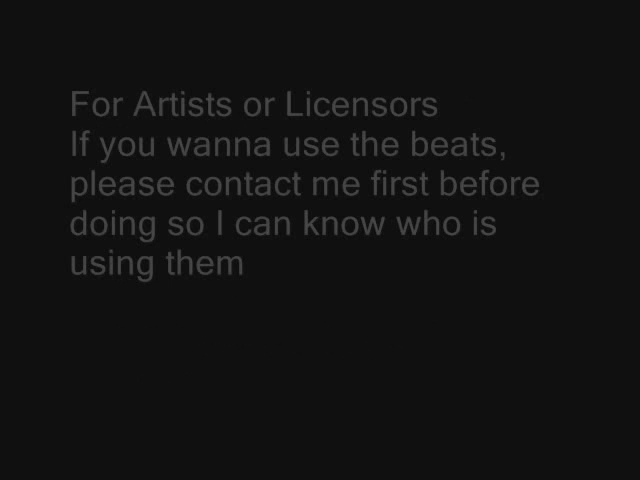 For Artists or Licensors
If you wanna use the beats,
please contact me first before
doing so I can know who is
using them